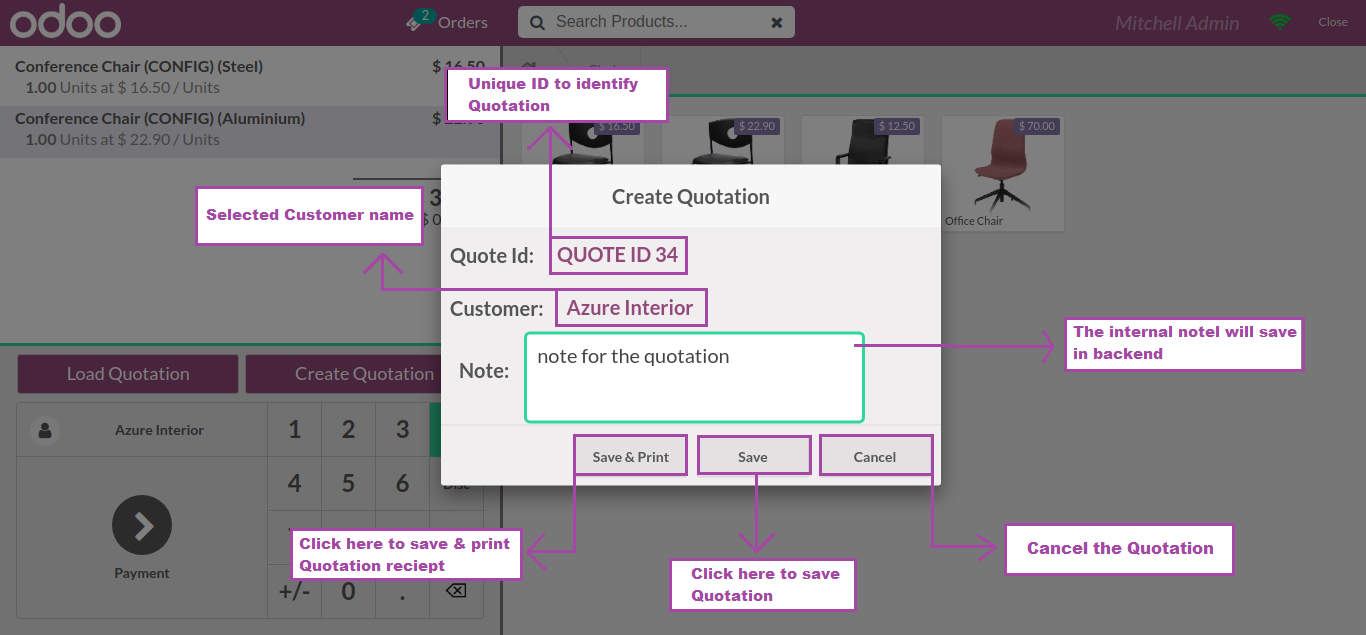 odoo
2
Orders
Search Products...
Mitchell Admin
Close
Conference Chair (CONFIG) (Steel)
$ 16.50
1.00 Units at $ 16.50 / Units
Conference Chair (CONFIG) (Aluminium)
1.00 Units at $ 22.90 / Units
Unique ID to identify
Quotation
$ 16.50
$ 22.90
$ 12.50
$ 70.00
Office Chair
Selected Customer name
Create Quotation
Quote Id:
QUOTE ID 34
Customer:
Azure Interior
Note:
note for the quotation
The internal notel will save
in backend
Save & Print
Save
Cancel
Load Quotation
Create Quotation
Azure Interior
1
2
3
4
5
6
Disc
Payment
+/-
0
.
Click here to save & print
Quotation reciept
Click here to save
Quotation
Cancel the Quotation